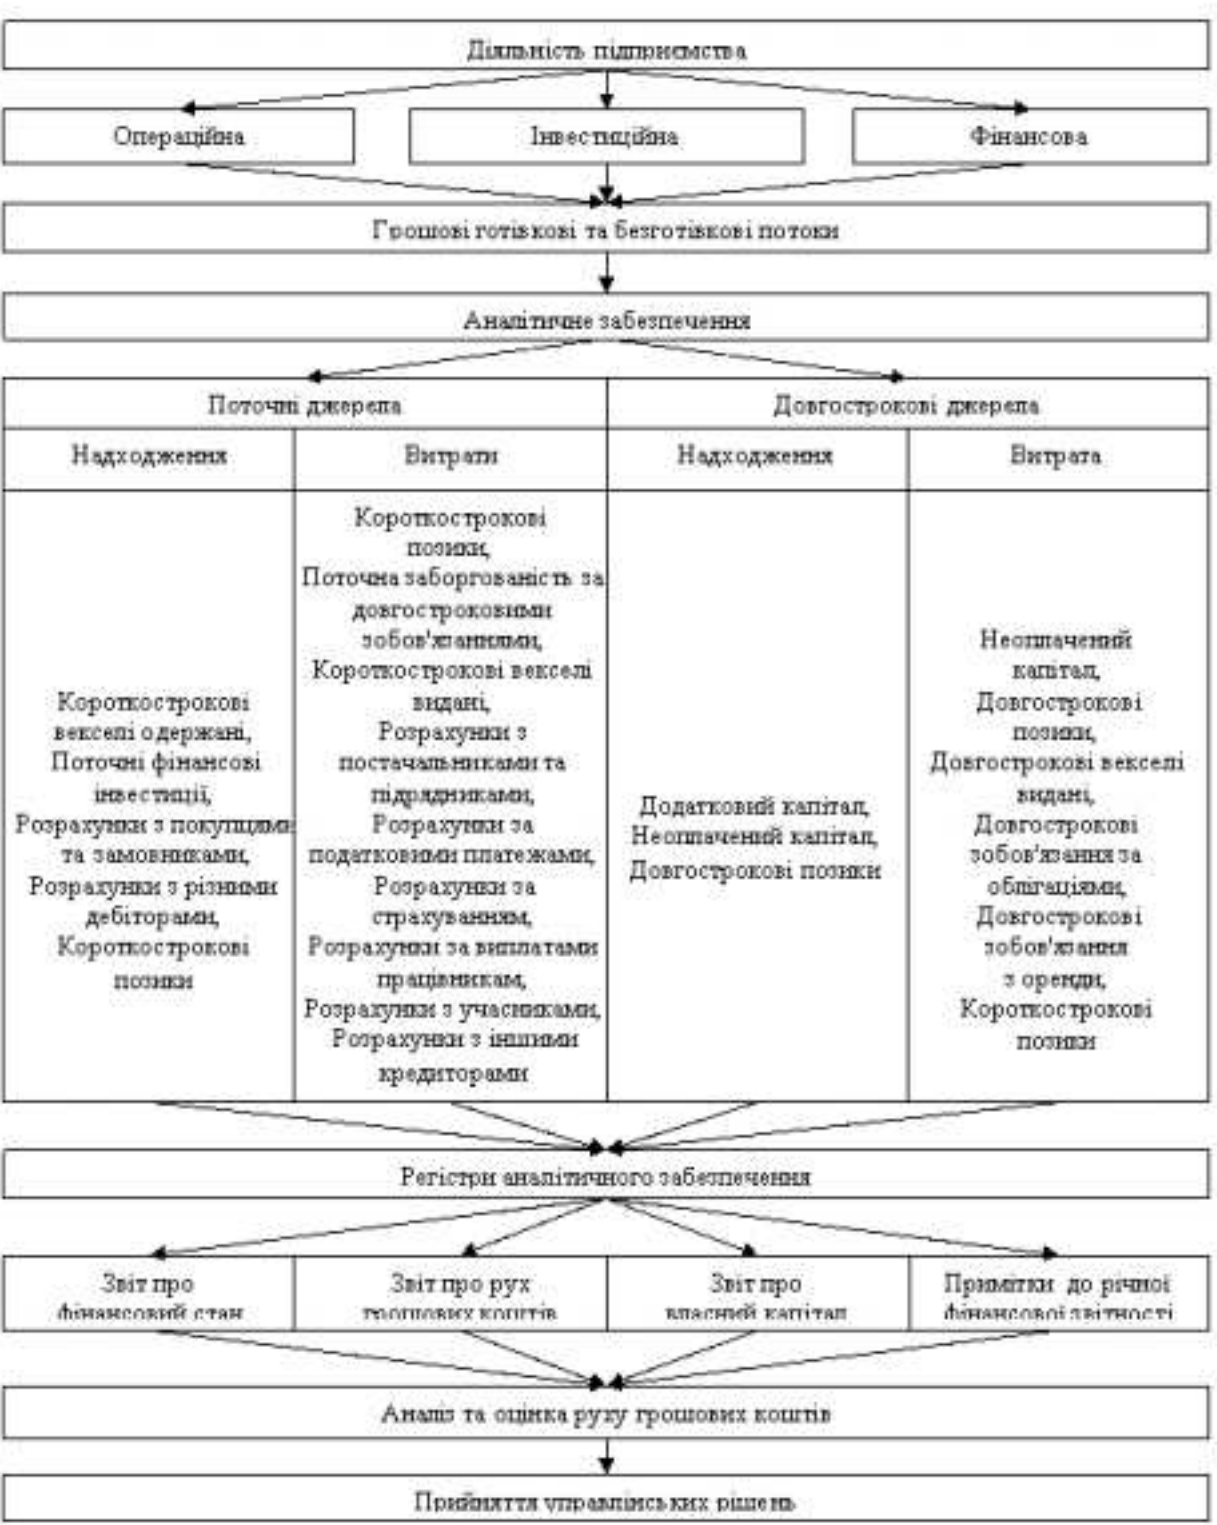 Діяльність підприємства
Операційна
Інвестиційна
Фінансова
Грошові готівкові та безготівкові потоки
Аналітичне забезпечення
Поточні джерела
Довгострокові джерела
Надходження
Витрати
Надходження
Витрата
Короткострокові
векселі одержані,
Поточні фінансові
інвестиції,
Розрахунки з покупцями
та замовниками,
Розрахунки з різними
дебіторами,
Короткострокові
позики
Короткострокові
позики,
Поточна заборгованість за
довгостроковими
зобов'язаннями,
Короткострокові векселі
видані,
Розрахунки з
постачальниками та
підрядниками,
Розрахунки за
податковими платежами,
Розрахунки за
страхуванням,
Розрахунки за виплатами
працівникам,
Розрахунки з учасниками,
Розрахунки з іншими
кредиторами
Додатковий капітал,
Неоплачений капітал,
Довгострокові позики
Неоплачений
капітал,
Довгострокові
позики,
Довгострокові векселі
видані,
Довгострокові
зобов'язання за
облігаціями,
Довгострокові
зобов'язання
з оренди,
Короткострокові
позики
Регістри аналітичного забезпечення
Звіт про
фінансовий стан
Звіт про рух
грошових коштів
Звіт про
власний капітал
Примітки до річної
фінансової звітності
Аналіз та оцінка руху грошових коштів
Прийняття управлінських рішень